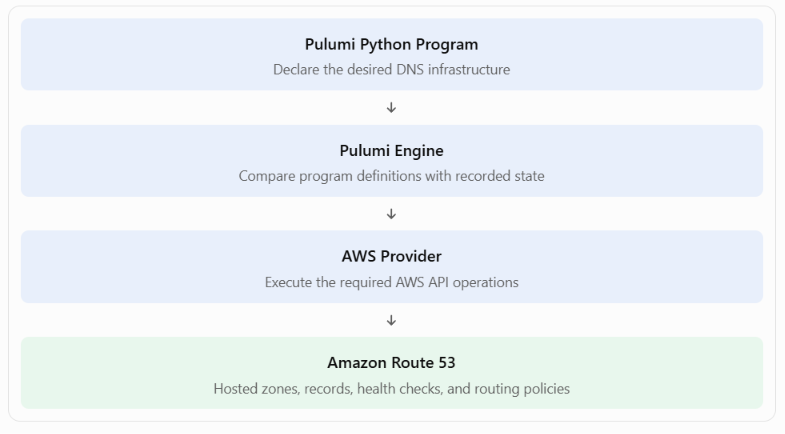 Pulumi Python Program
Declare the desired DNS infrastructure
↓
Pulumi Engine
Compare program definitions with recorded state
↓
AWS Provider
Execute the required AWS API operations
↓
Amazon Route 53
Hosted zones, records, health checks, and routing policies